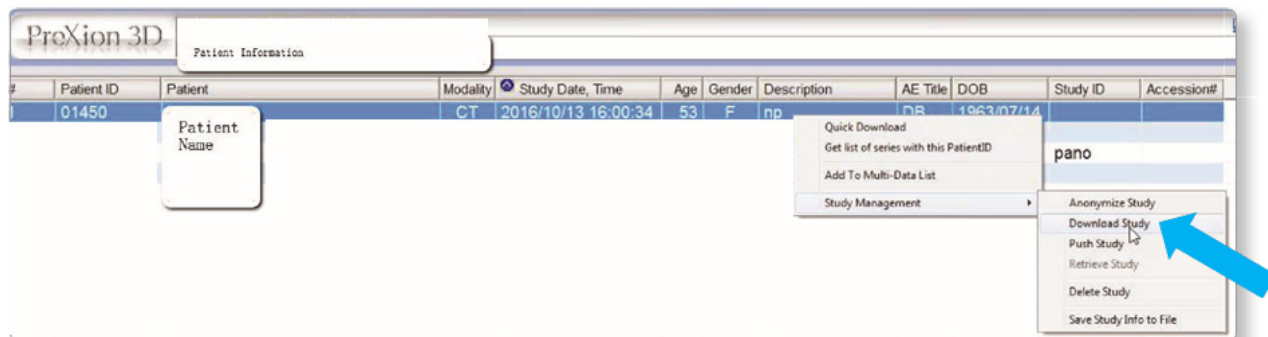 PreXion 3D
Patient Information
# Patient ID Patient Modality Study Date, Time Age Gender Description AE Title DOB Study ID Accession#
01450 CT 2016/10/13 16:00:34 53 F np DB 1963/07/14
Patient
Name
pano
Quick Download
Get list of series with this PatientID
Add To Multi-Data List
Study Management
Anonymize Study
Download Study
Push Study
Retrieve Study
Delete Study
Save Study Info to File